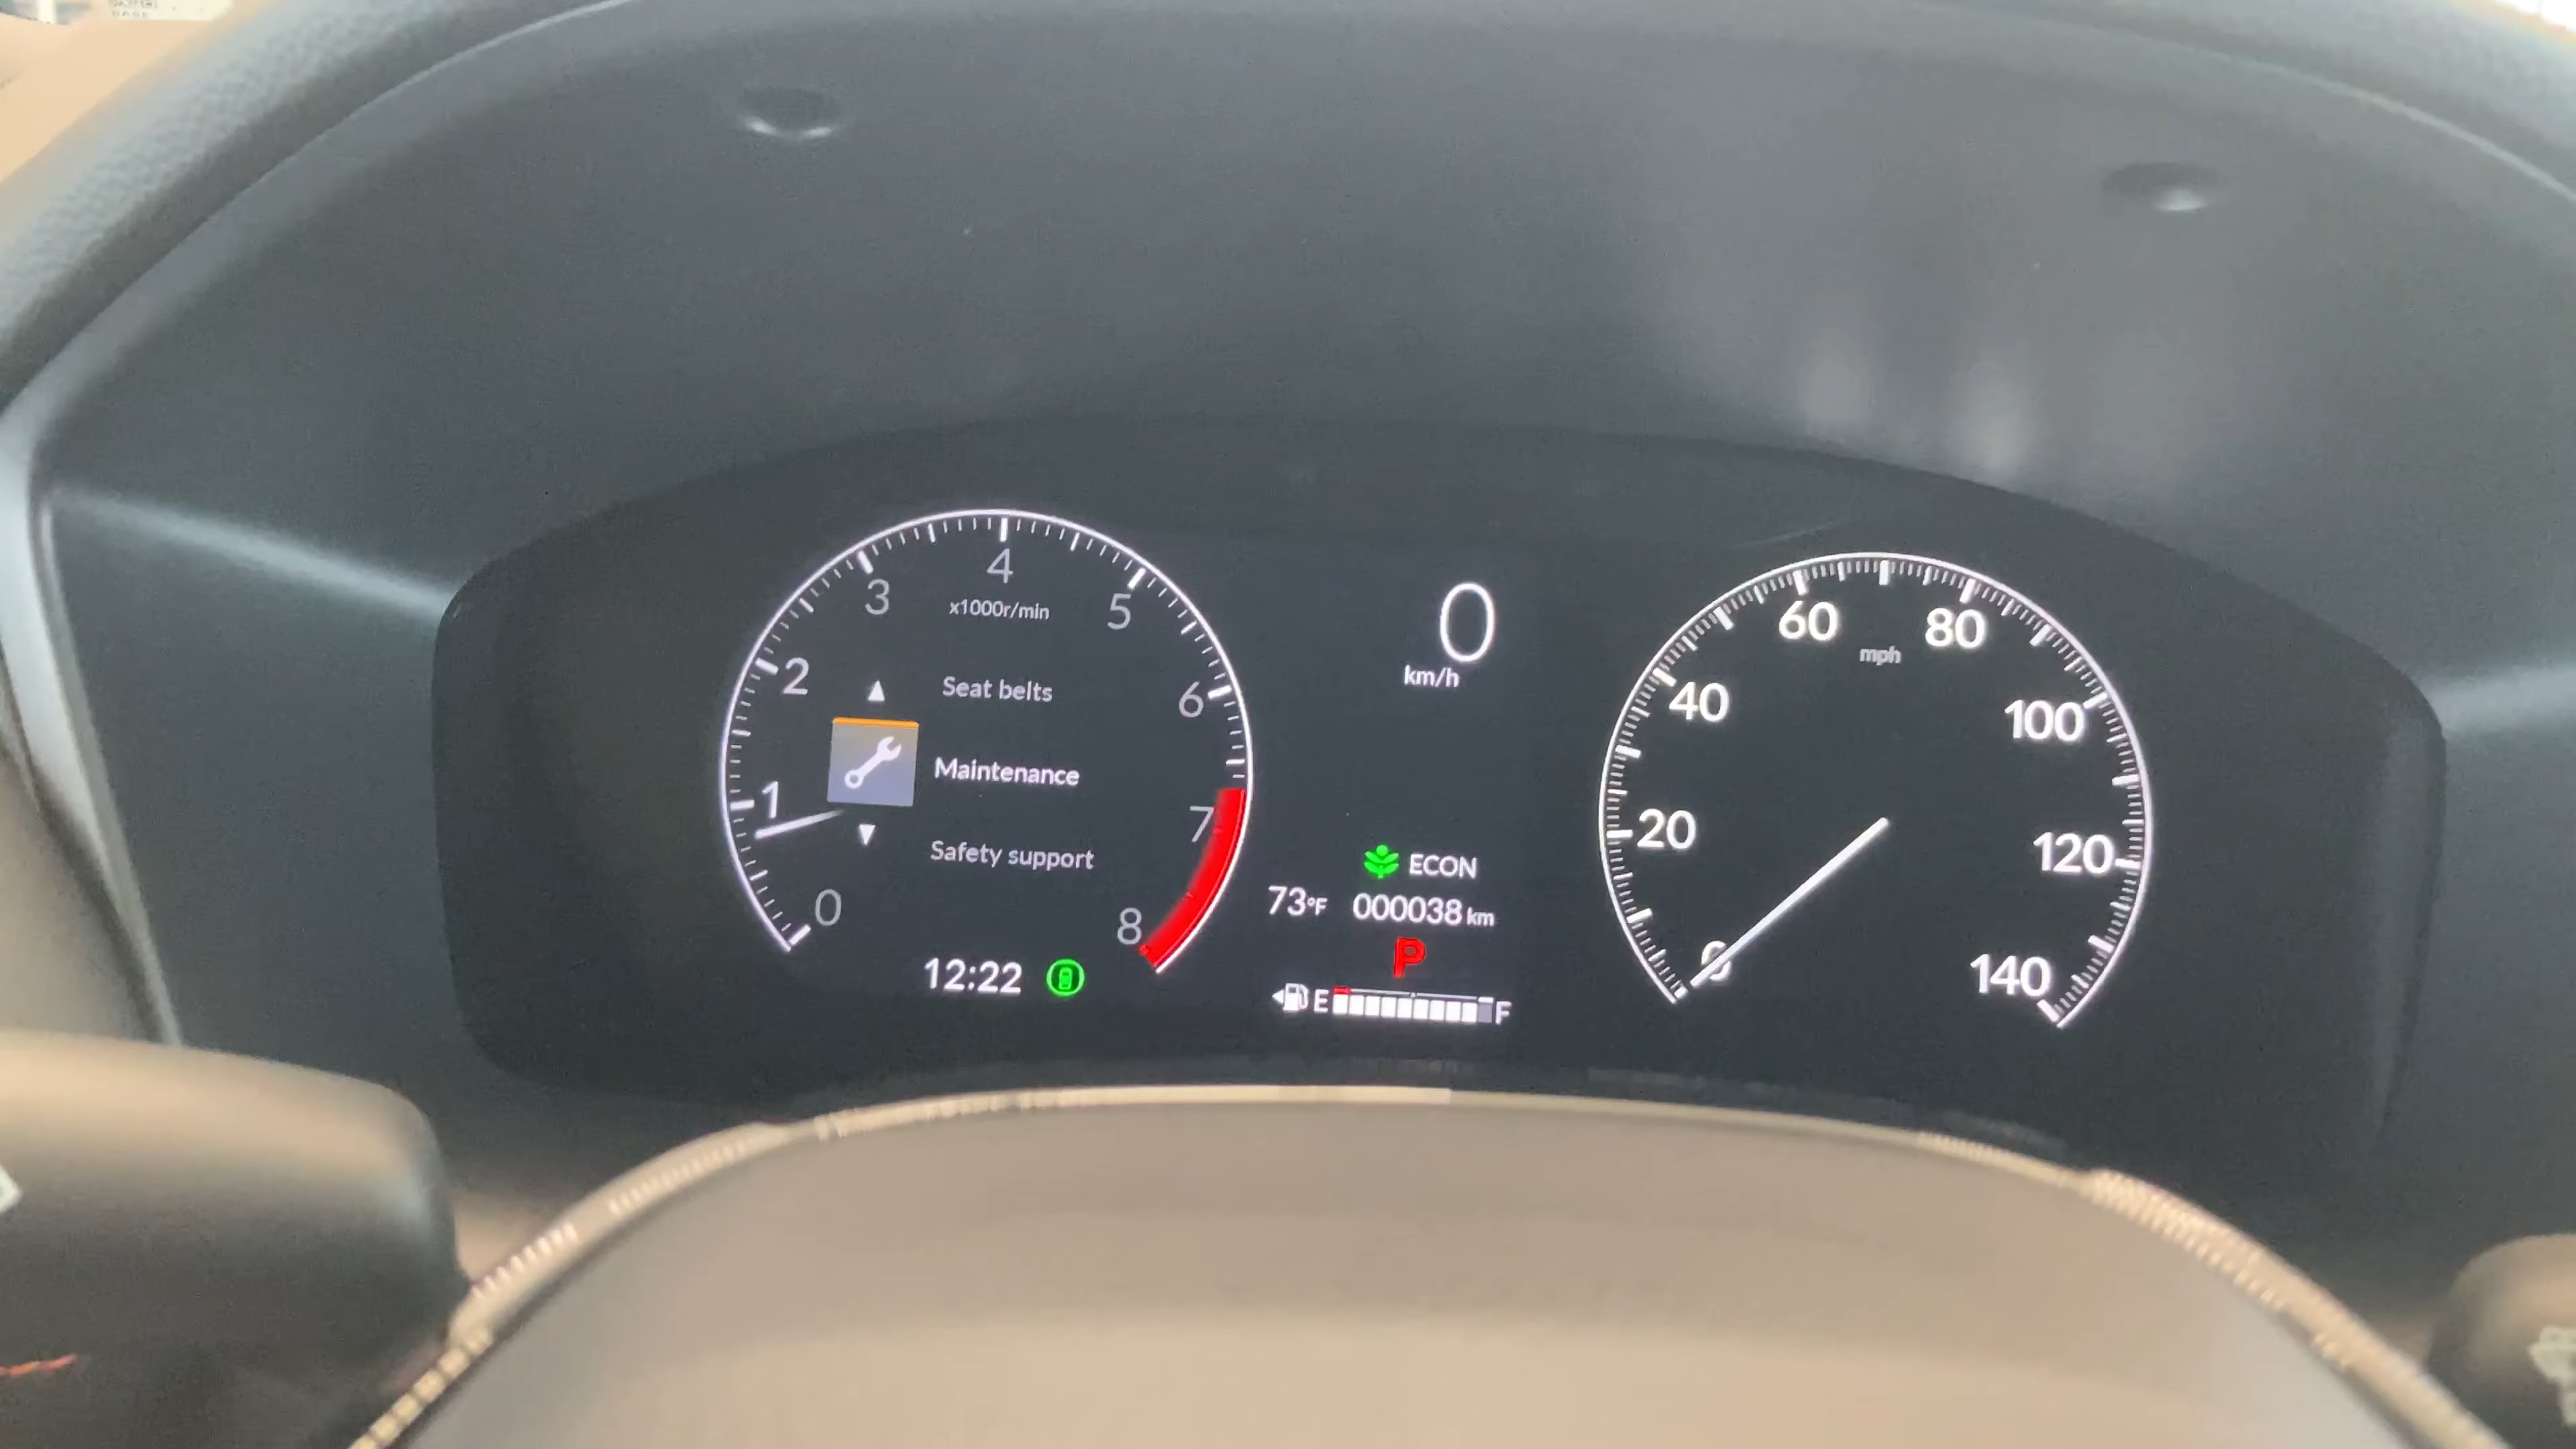 4
3
5
x1000r/min
2
6
Seat belts
Maintenance
1
7
Safety support
0
8
12:22
0
km/h
ECON
73°F 000038 km
P
E F
60
80
mph
40
100
20
120
0
140